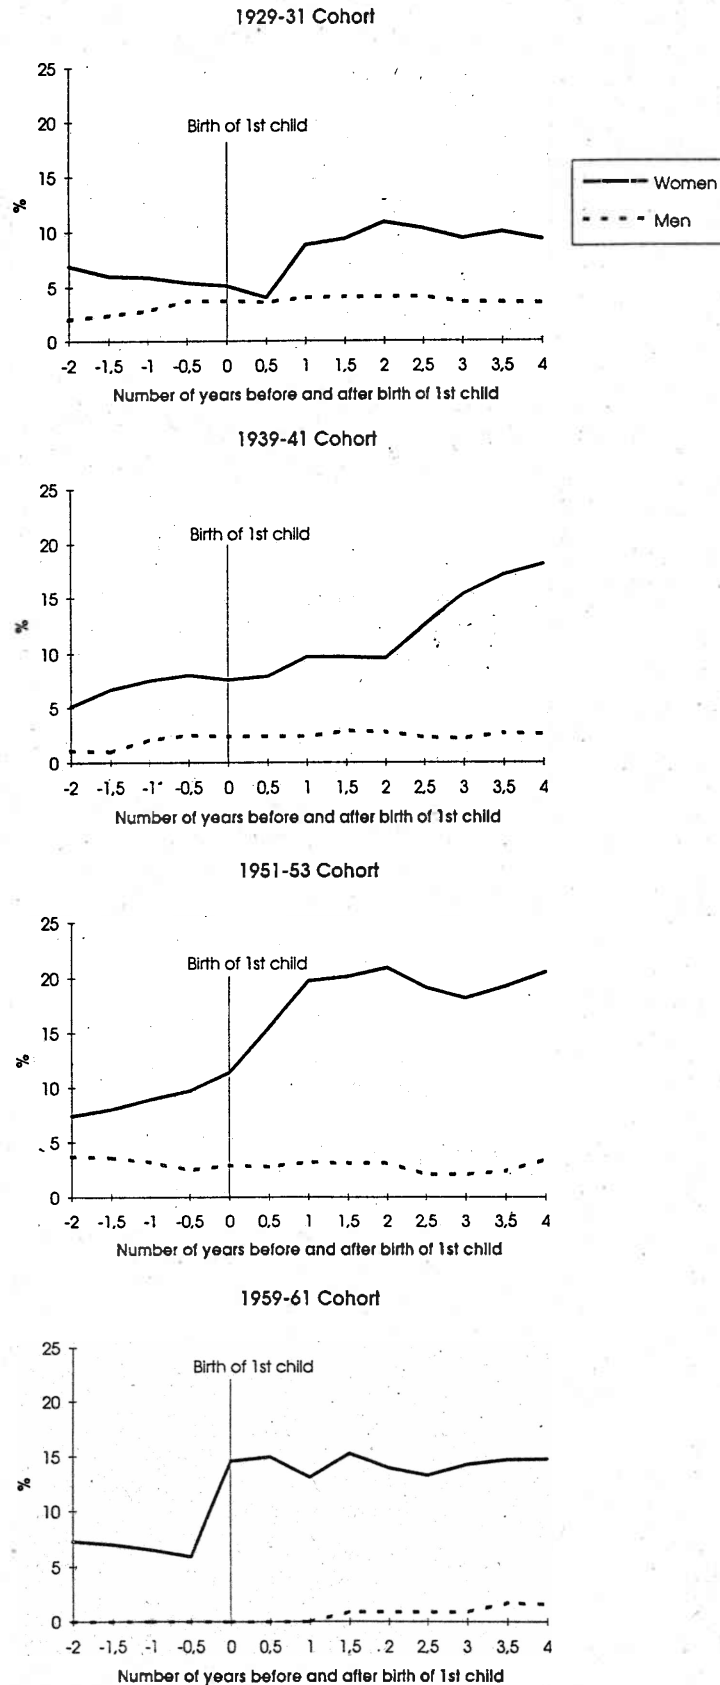 1929-31 Cohort
25
20
15
10
5
0
%
Birth of 1st child
Women
Men
-2 -1,5 -1 -0,5 0 0,5 1 1,5 2 2,5 3 3,5 4
Number of years before and after birth of 1st child
1939-41 Cohort
25
20
15
10
5
0
%
Birth of 1st child
-2 -1,5 -1 -0,5 0 0,5 1 1,5 2 2,5 3 3,5 4
Number of years before and after birth of 1st child
1951-53 Cohort
25
20
15
10
5
0
%
Birth of 1st child
-2 -1,5 -1 -0,5 0 0,5 1 1,5 2 2,5 3 3,5 4
Number of years before and after birth of 1st child
1959-61 Cohort
25
20
15
10
5
0
%
Birth of 1st child
-2 -1,5 -1 -0,5 0 0,5 1 1,5 2 2,5 3 3,5 4
Number of years before and after birth of 1st child